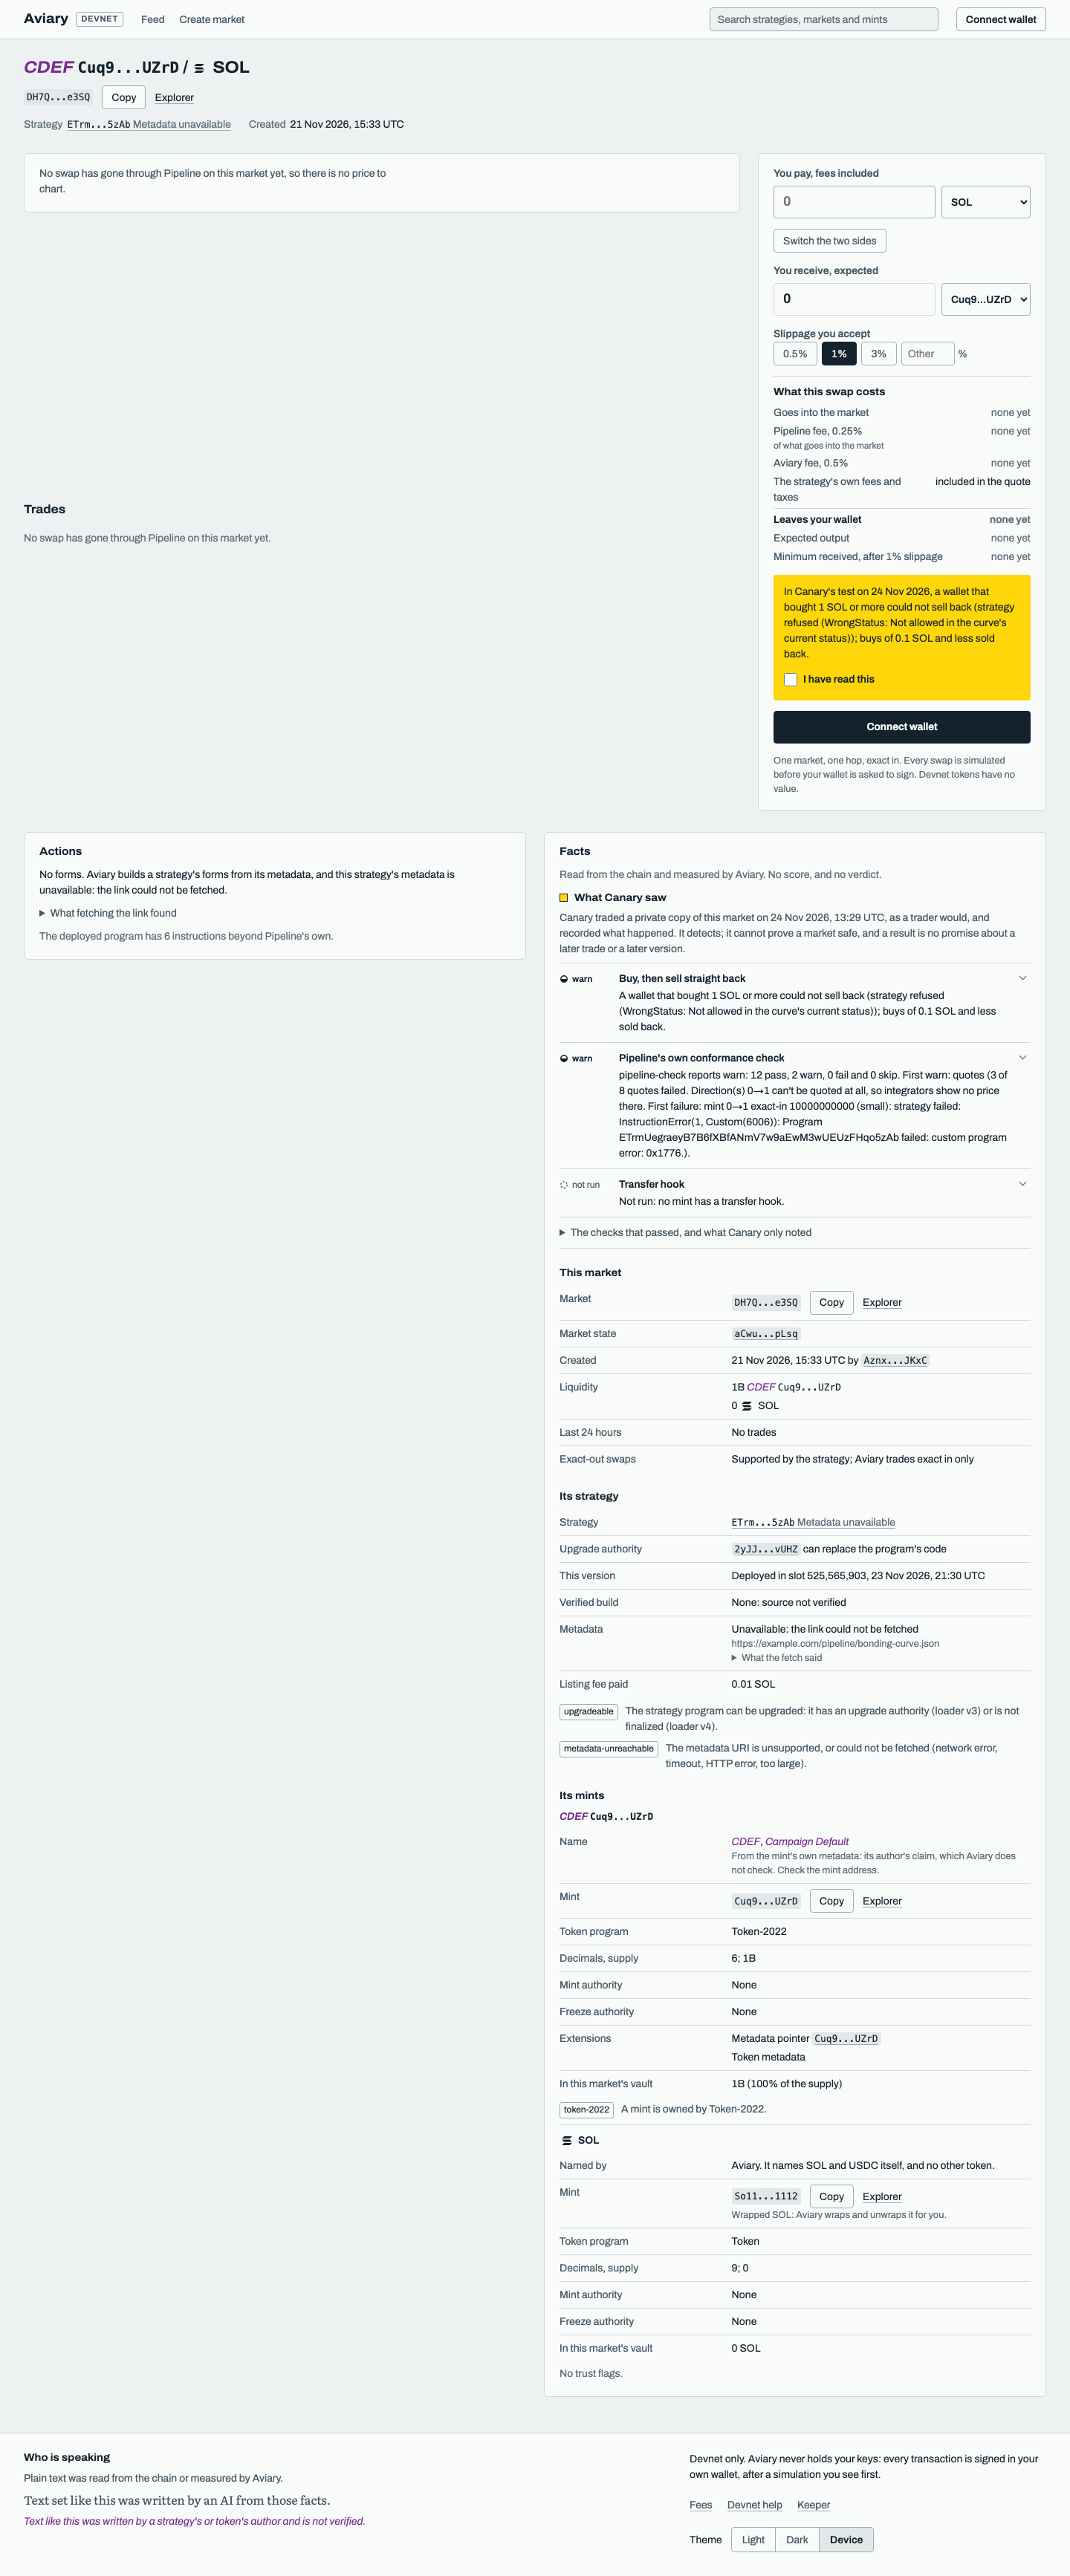 Aviary DEVNET Feed Create market Search strategies, markets and mints Connect wallet
CDEF Cuq9...UZrD / SOL
DH7Q...e3SQ Copy Explorer
Strategy ETrm...5zAb Metadata unavailable Created 21 Nov 2026, 15:33 UTC
No swap has gone through Pipeline on this market yet, so there is no price to
chart.
Trades
No swap has gone through Pipeline on this market yet.
You pay, fees included
0 SOL
Switch the two sides
You receive, expected
0 Cuq9...UZrD
Slippage you accept
0.5% 1% 3% Other %
What this swap costs
Goes into the market none yet
Pipeline fee, 0.25% none yet
of what goes into the market
Aviary fee, 0.5% none yet
The strategy's own fees and included in the quote
taxes
Leaves your wallet none yet
Expected output none yet
Minimum received, after 1% slippage none yet
In Canary's test on 24 Nov 2026, a wallet that
bought 1 SOL or more could not sell back (strategy
refused (WrongStatus: Not allowed in the curve's
current status)); buys of 0.1 SOL and less sold
back.
I have read this
Connect wallet
One market, one hop, exact in. Every swap is simulated
before your wallet is asked to sign. Devnet tokens have no
value.
Actions
No forms. Aviary builds a strategy's forms from its metadata, and this strategy's metadata is
unavailable: the link could not be fetched.
What fetching the link found
The deployed program has 6 instructions beyond Pipeline's own.
Facts
Read from the chain and measured by Aviary. No score, and no verdict.
What Canary saw
Canary traded a private copy of this market on 24 Nov 2026, 13:29 UTC, as a trader would, and
recorded what happened. It detects; it cannot prove a market safe, and a result is no promise about a
later trade or a later version.
warn Buy, then sell straight back
A wallet that bought 1 SOL or more could not sell back (strategy refused
(WrongStatus: Not allowed in the curve's current status)); buys of 0.1 SOL and less
sold back.
warn Pipeline's own conformance check
pipeline-check reports warn: 12 pass, 2 warn, 0 fail and 0 skip. First warn: quotes (3 of
8 quotes failed. Direction(s) 0→1 can't be quoted at all, so integrators show no price
there. First failure: mint 0→1 exact-in 10000000000 (small): strategy failed:
InstructionError(1, Custom(6006)): Program
ETrmUegraeyB7B6fXBfANmV7w9aEwM3wUEUzFHqo5zAb failed: custom program
error: 0x1776.).
not run Transfer hook
Not run: no mint has a transfer hook.
The checks that passed, and what Canary only noted
This market
Market DH7Q...e3SQ Copy Explorer
Market state aCwu...pLsq
Created 21 Nov 2026, 15:33 UTC by Aznx...JKxC
Liquidity 1B CDEF Cuq9...UZrD
0 SOL
Last 24 hours No trades
Exact-out swaps Supported by the strategy; Aviary trades exact in only
Its strategy
Strategy ETrm...5zAb Metadata unavailable
Upgrade authority 2yJJ...vUHZ can replace the program's code
This version Deployed in slot 525,565,903, 23 Nov 2026, 21:30 UTC
Verified build None: source not verified
Metadata Unavailable: the link could not be fetched
https://example.com/pipeline/bonding-curve.json
What the fetch said
Listing fee paid 0.01 SOL
upgradeable The strategy program can be upgraded: it has an upgrade authority (loader v3) or is not
finalized (loader v4).
metadata-unreachable The metadata URI is unsupported, or could not be fetched (network error,
timeout, HTTP error, too large).
Its mints
CDEF Cuq9...UZrD
Name CDEF, Campaign Default
From the mint's own metadata: its author's claim, which Aviary does
not check. Check the mint address.
Mint Cuq9...UZrD Copy Explorer
Token program Token-2022
Decimals, supply 6; 1B
Mint authority None
Freeze authority None
Extensions Metadata pointer Cuq9...UZrD
Token metadata
In this market's vault 1B (100% of the supply)
token-2022 A mint is owned by Token-2022.
SOL
Named by Aviary. It names SOL and USDC itself, and no other token.
Mint So11...1112 Copy Explorer
Wrapped SOL: Aviary wraps and unwraps it for you.
Token program Token
Decimals, supply 9; 0
Mint authority None
Freeze authority None
In this market's vault 0 SOL
No trust flags.
Who is speaking
Plain text was read from the chain or measured by Aviary.
Text set like this was written by an AI from those facts.
Text like this was written by a strategy's or token's author and is not verified.
Devnet only. Aviary never holds your keys: every transaction is signed in your
own wallet, after a simulation you see first.
Fees Devnet help Keeper
Theme Light Dark Device